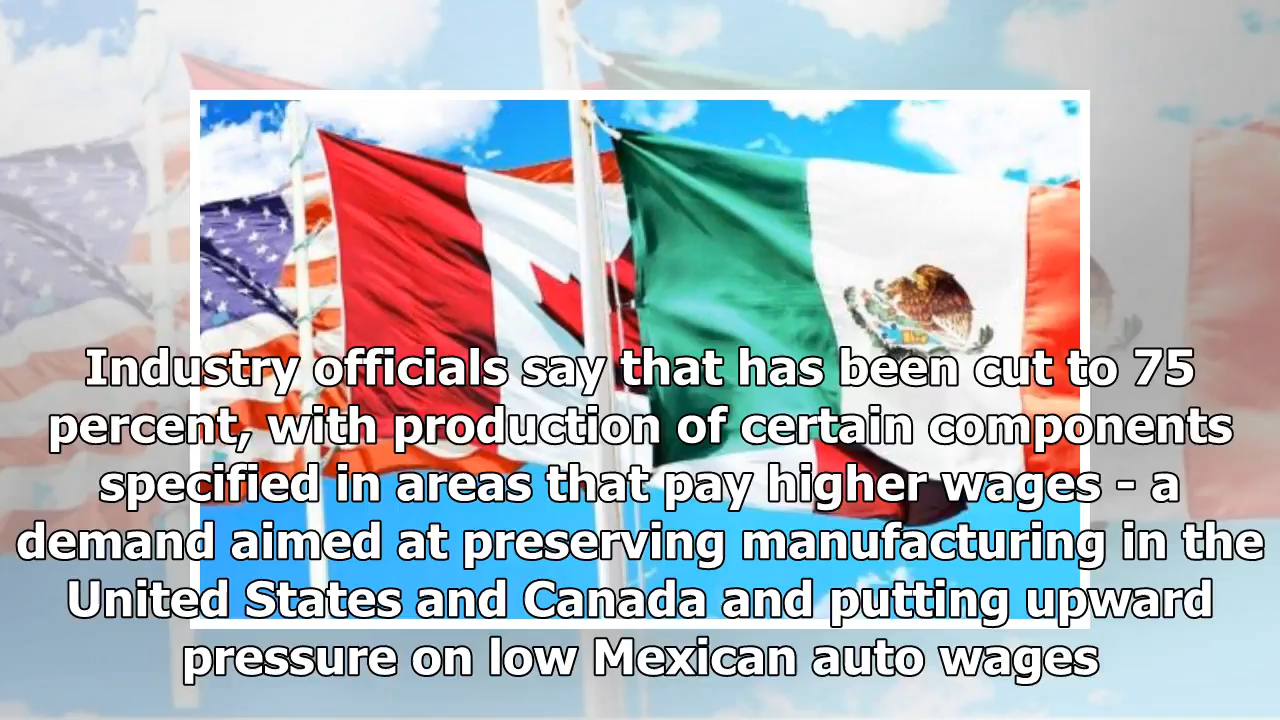 Industry officials say that has been cut to 75
percent, with production of certain components
specified in areas that pay higher wages - a
demand aimed at preserving manufacturing in the
United States and Canada and putting upward
pressure on low Mexican auto wages